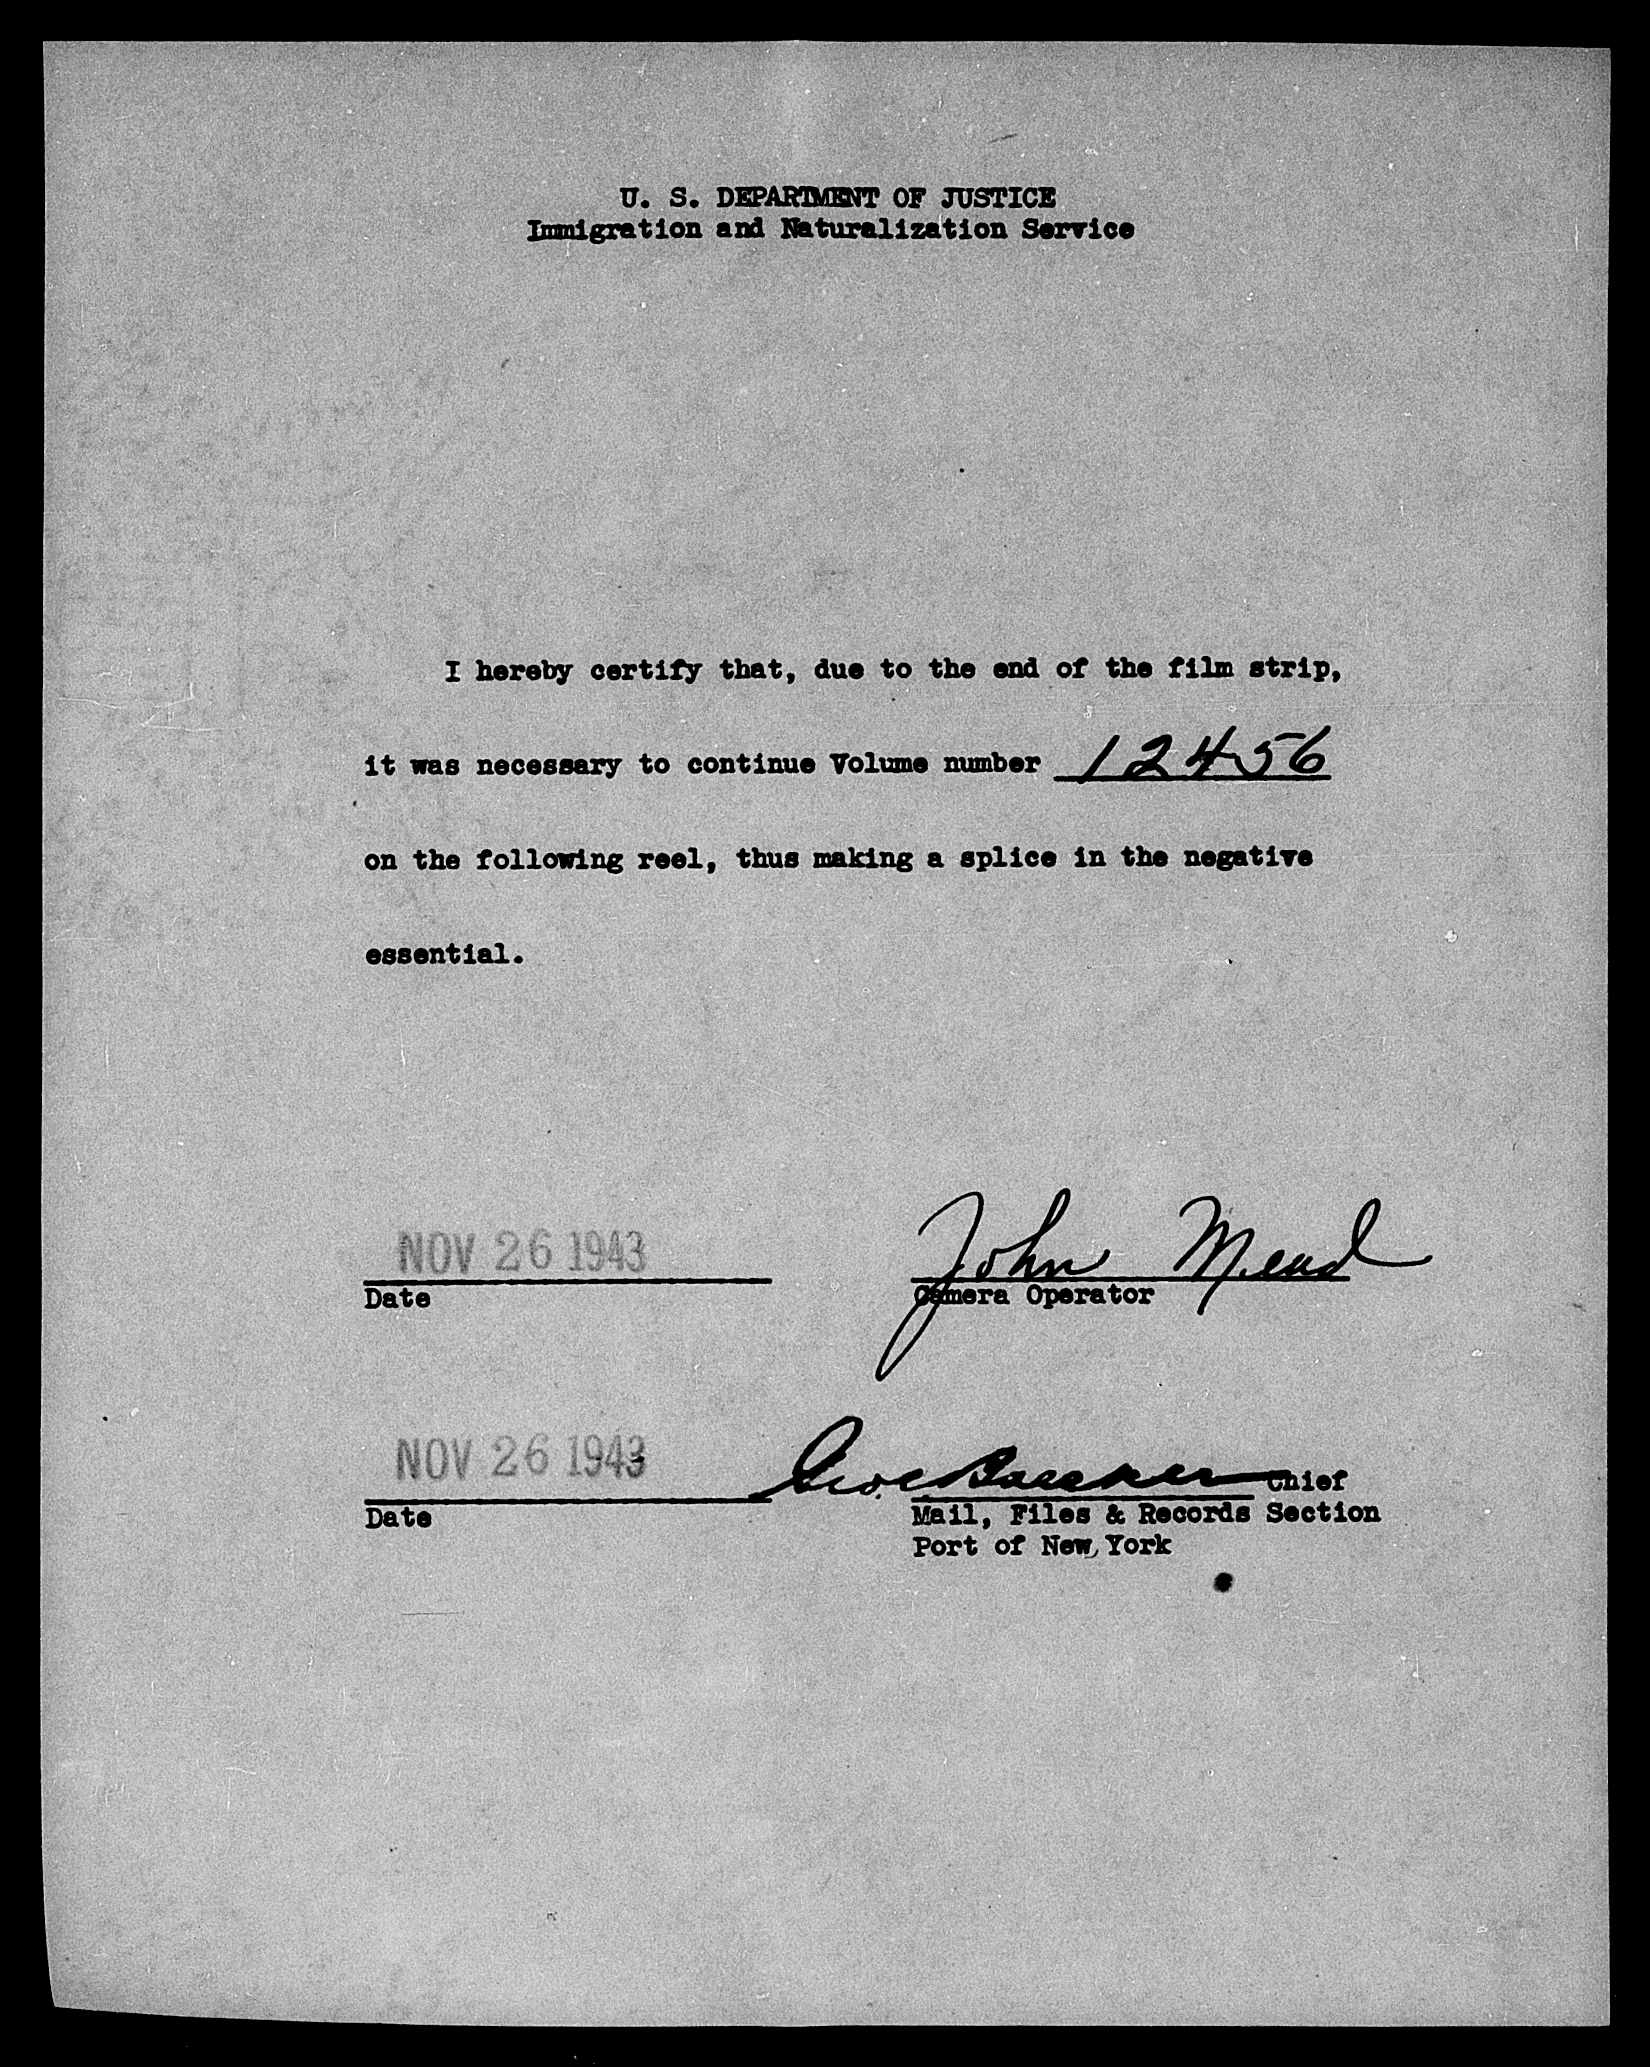 U. S. DEPARTMENT OF JUSTICE
Immigration and Naturalization Service
I hereby certify that, due to the end of the film strip,
it was necessary to continue Volume number 12456
on the following reel, thus making a splice in the negative
essential.
NOV 26 1943 John Mead
Date Camera Operator
NOV 26 1943 Chief
Date Mail, Files & Records Section
Port of New York